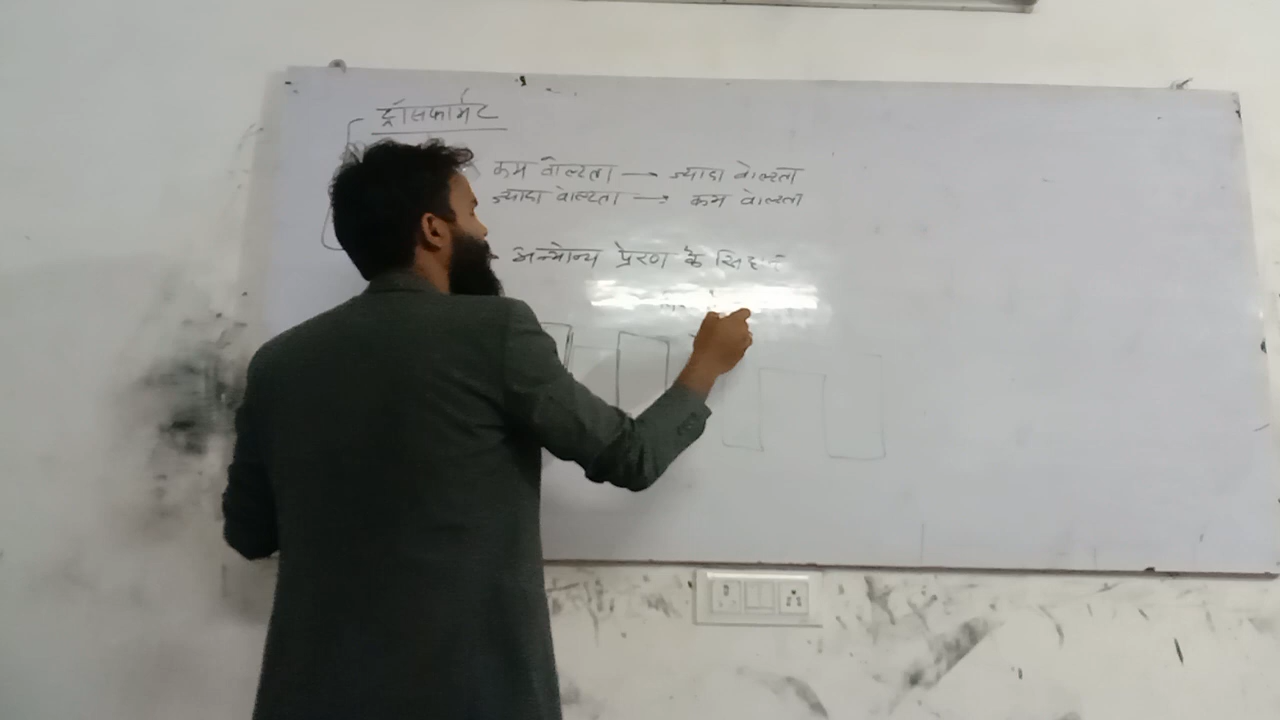 ट्रांसफार्मर
कम वोल्टता → ज्यादा वोल्टता
ज्यादा वोल्टता → कम वोल्टता
- अन्योन्य प्रेरण के